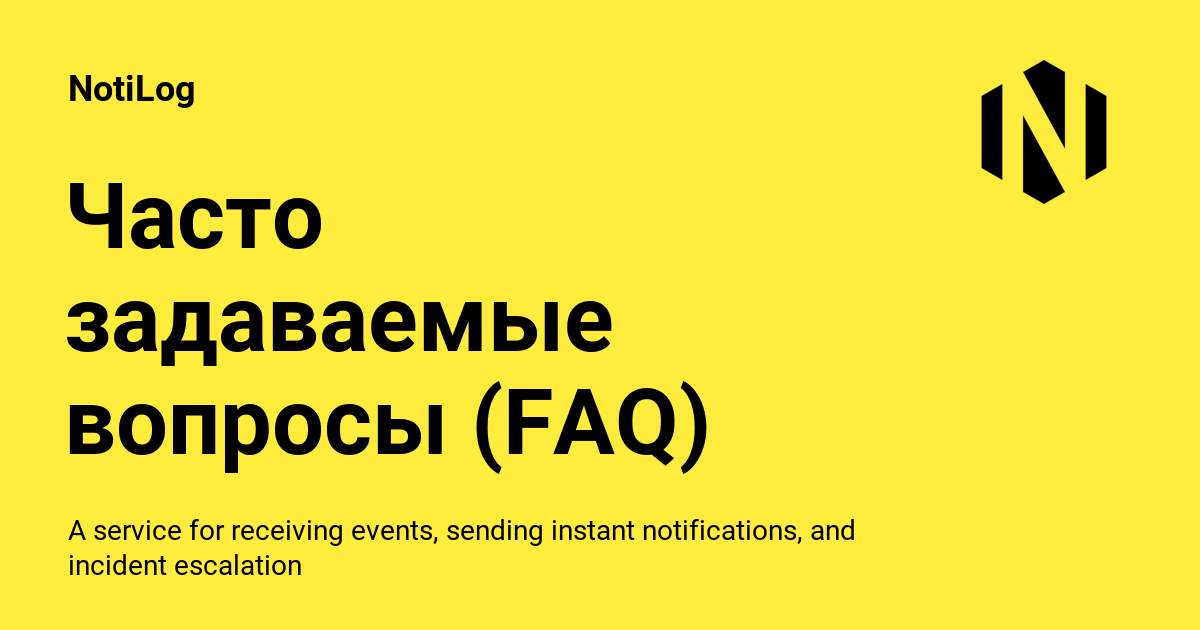 NotiLog
Часто
задаваемые
вопросы (FAQ)
A service for receiving events, sending instant notifications, and
incident escalation